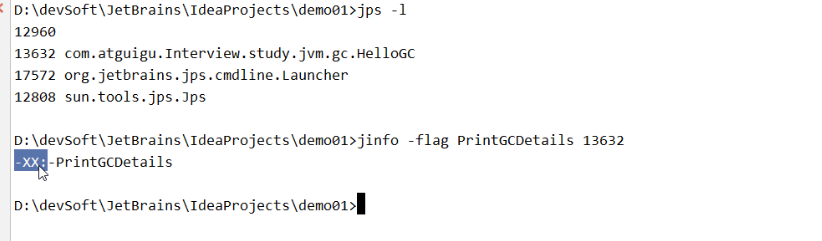 D:\devSoft\JetBrains\IdeaProjects\demo01>jps -l
12960
13632 com.atguigu.Interview.study.jvm.gc.HelloGC
17572 org.jetbrains.jps.cmdline.Launcher
12808 sun.tools.jps.Jps
D:\devSoft\JetBrains\IdeaProjects\demo01>jinfo -flag PrintGCDetails 13632
-XX:-PrintGCDetails
D:\devSoft\JetBrains\IdeaProjects\demo01>